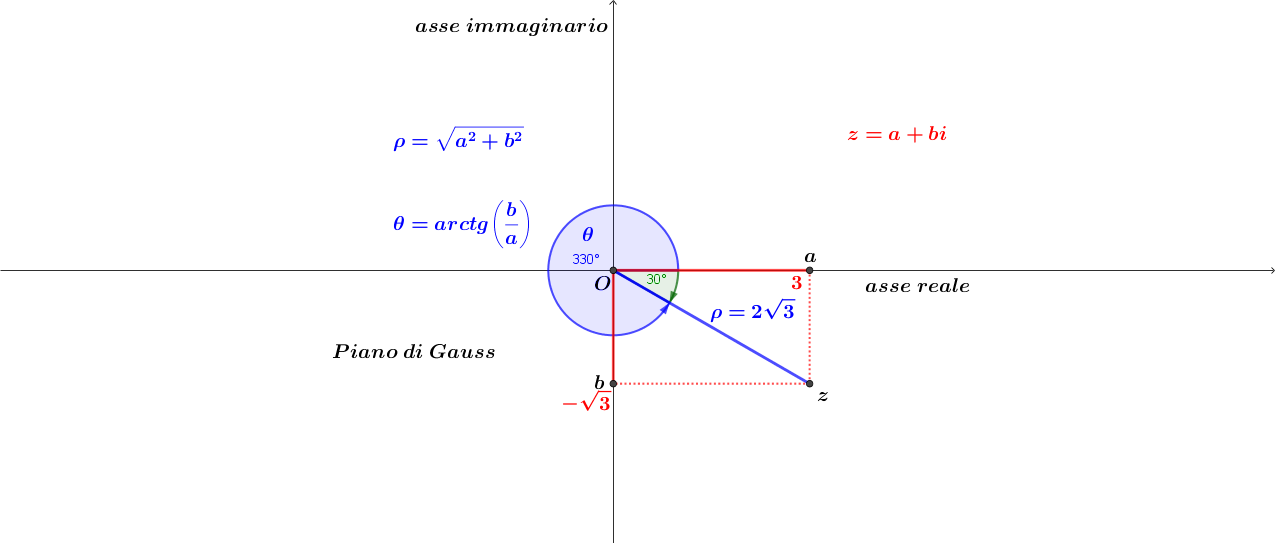 asse immaginario
ρ = √(a² + b²)
z = a + bi
θ = arctg(b/a)
θ
330°
a
30°
O
3
asse reale
ρ = 2√3
Piano di Gauss
b
−√3
z